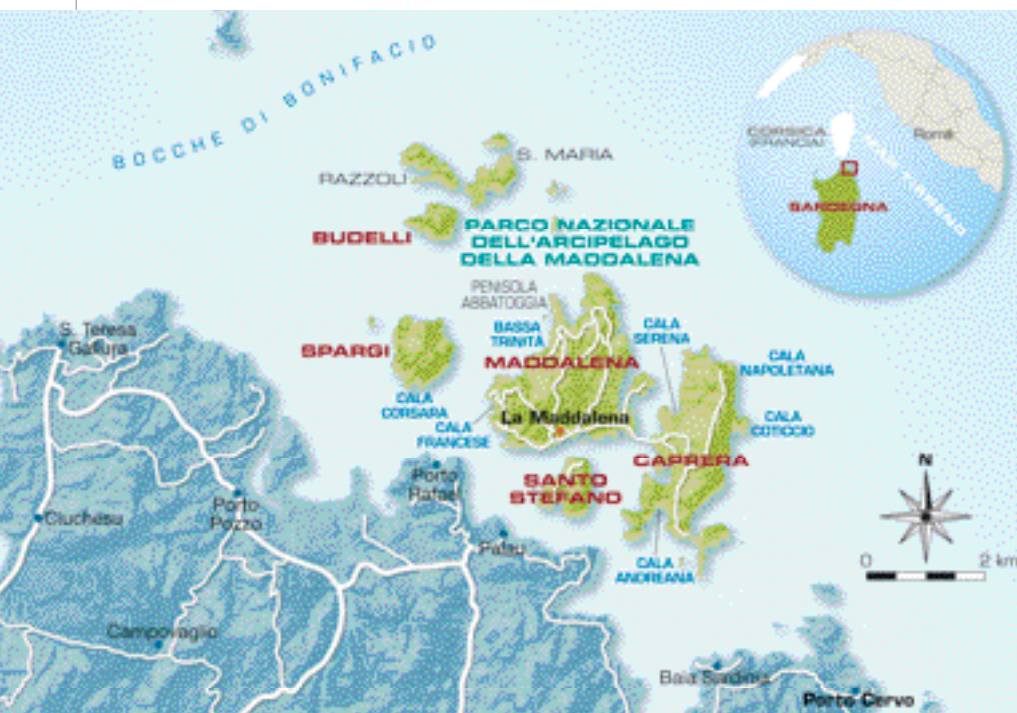 BOCCHE DI BONIFACIO
CORSICA
(FRANCIA)
Roma
MAR TIRRENO
SARDEGNA
S. MARIA
RAZZOLI
BUDELLI
PARCO NAZIONALE
DELL'ARCIPELAGO
DELLA MADDALENA
PENISOLA
ABBATOGGIA
S. Teresa
Gallura
SPARGI
BASSA
TRINITÀ
CALA
SERENA
MADDALENA
CALA
NAPOLETANA
CALA
CORSARA
CALA
FRANCESE
La Maddalena
CALA
COTICCIO
CAPRERA
SANTO
STEFANO
Porto
Rafael
Porto
Pozzo
Ciuchesu
Palau
CALA
ANDREANA
N
0 2 km
Campovaglio
Baia Sardinia
Porto Cervo